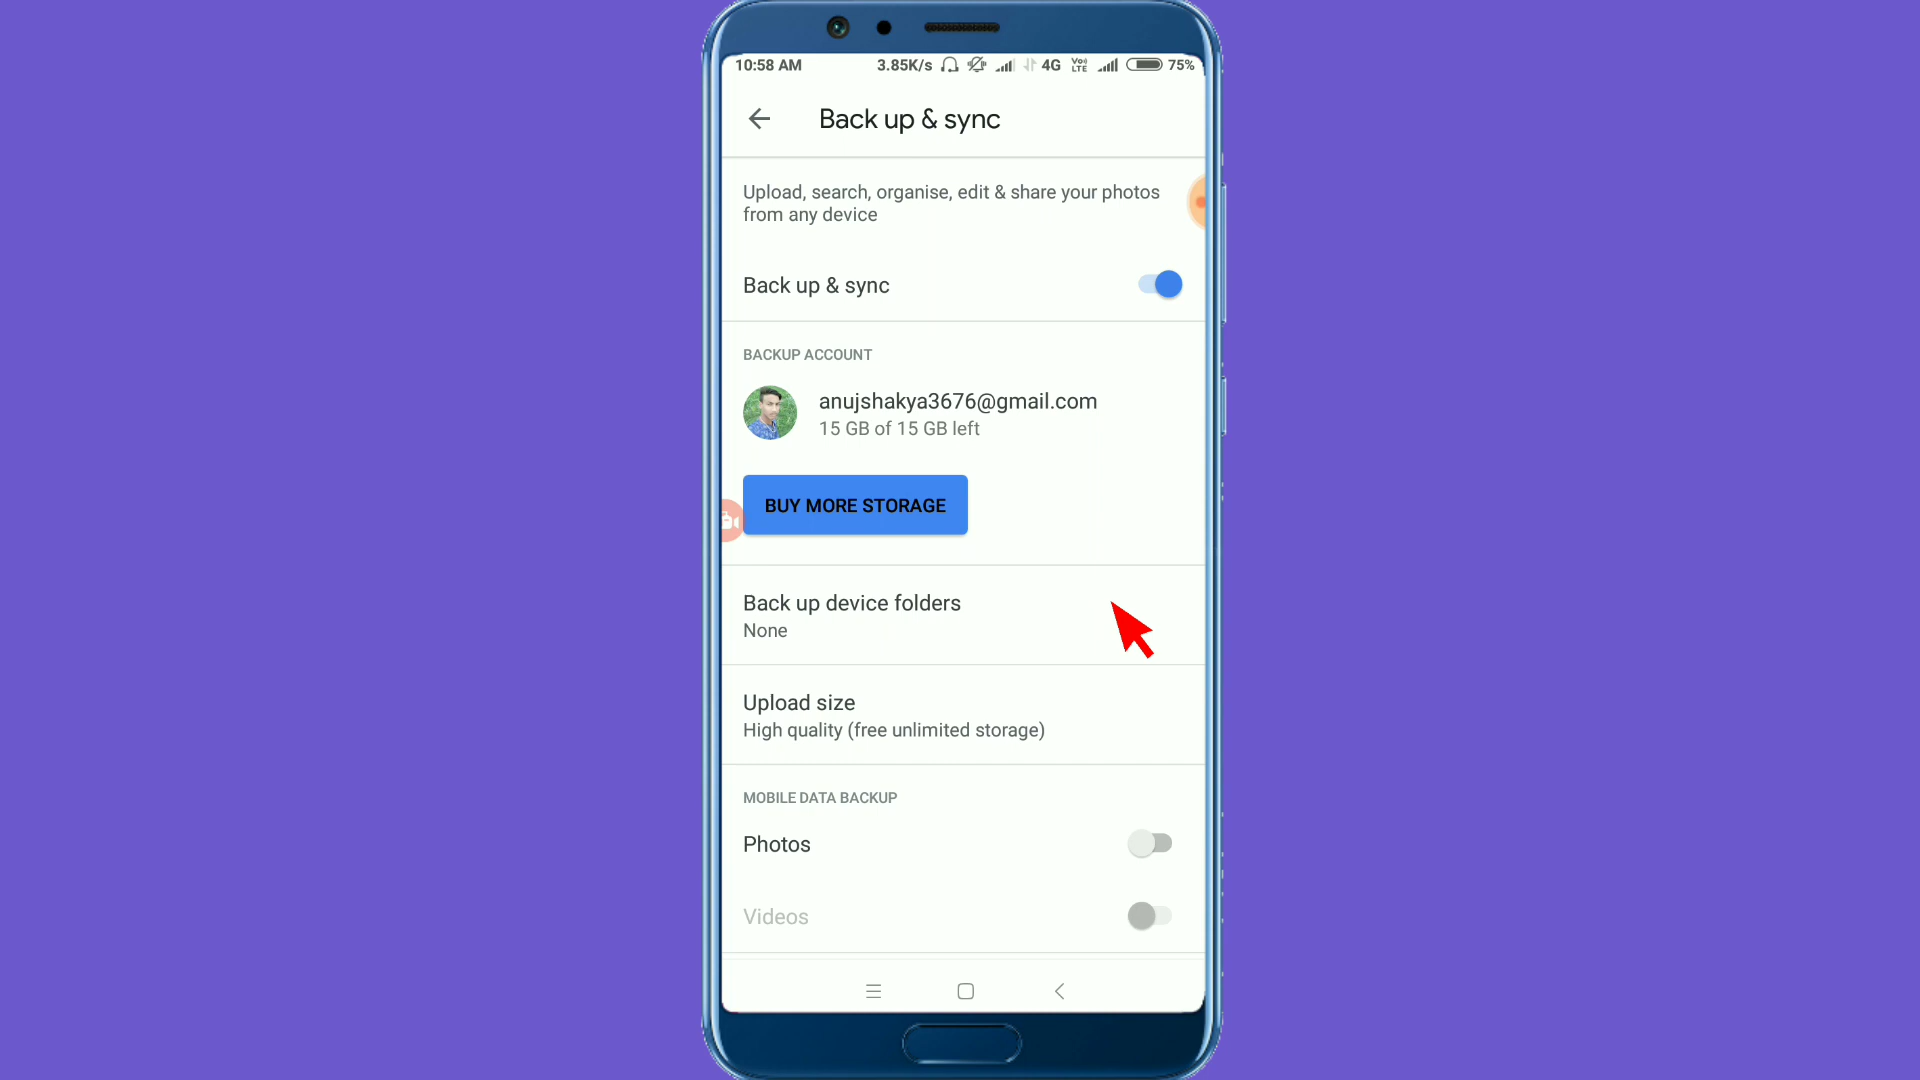 10:58 AM 3.85K/s 4G Vo) LTE 75%
Back up & sync
Upload, search, organise, edit & share your photos
from any device
Back up & sync
BACKUP ACCOUNT
anujshakya3676@gmail.com
15 GB of 15 GB left
BUY MORE STORAGE
Back up device folders
None
Upload size
High quality (free unlimited storage)
MOBILE DATA BACKUP
Photos
Videos